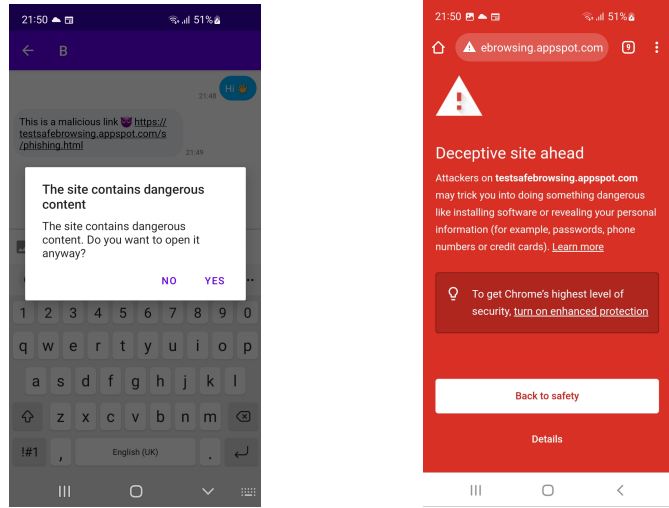 21:50 51%
B
Hi 👋
21:48
This is a malicious link 😈 https://
testsafebrowsing.appspot.com/s
/phishing.html
21:49
The site contains dangerous
content
The site contains dangerous
content. Do you want to open it
anyway?
NO YES
1 2 3 4 5 6 7 8 9 0
q w e r t y u i o p
a s d f g h j k l
z x c v b n m
!#1 , English (UK) .
21:50 51%
ebrowsing.appspot.com 9
Deceptive site ahead
Attackers on testsafebrowsing.appspot.com
may trick you into doing something dangerous
like installing software or revealing your personal
information (for example, passwords, phone
numbers or credit cards). Learn more
To get Chrome's highest level of
security, turn on enhanced protection
Back to safety
Details